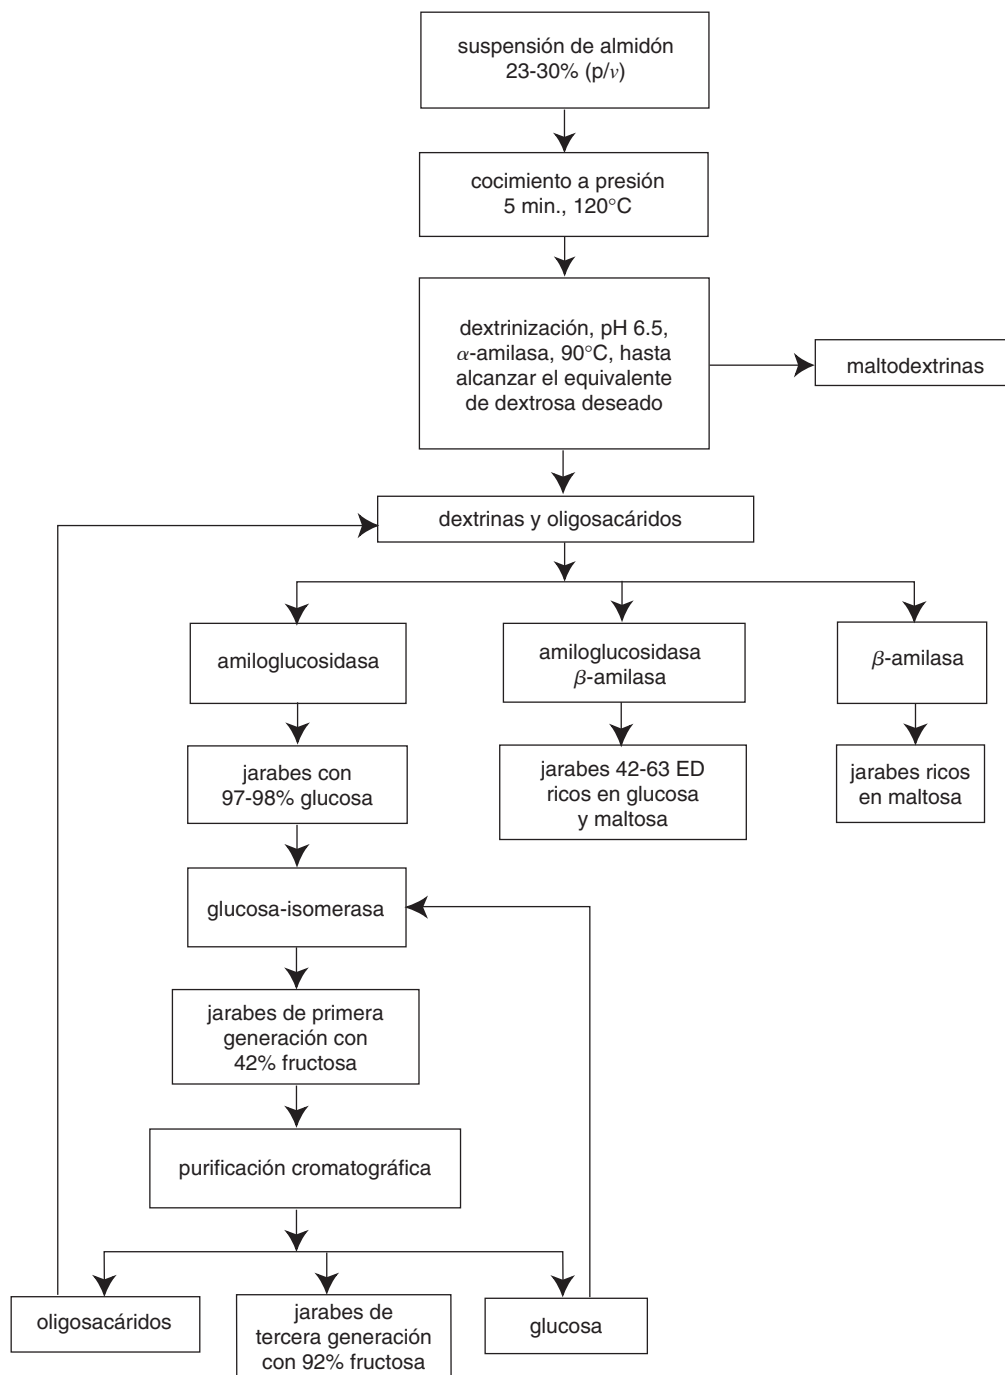 suspensión de almidón
23-30% (p/v)
cocimiento a presión
5 min., 120°C
dextrinización, pH 6.5,
α-amilasa, 90°C, hasta
alcanzar el equivalente
de dextrosa deseado
maltodextrinas
dextrinas y oligosacáridos
amiloglucosidasa
amiloglucosidasa
β-amilasa
β-amilasa
jarabes con
97-98% glucosa
jarabes 42-63 ED
ricos en glucosa
y maltosa
jarabes ricos
en maltosa
glucosa-isomerasa
jarabes de primera
generación con
42% fructosa
purificación cromatográfica
oligosacáridos
jarabes de
tercera generación
con 92% fructosa
glucosa